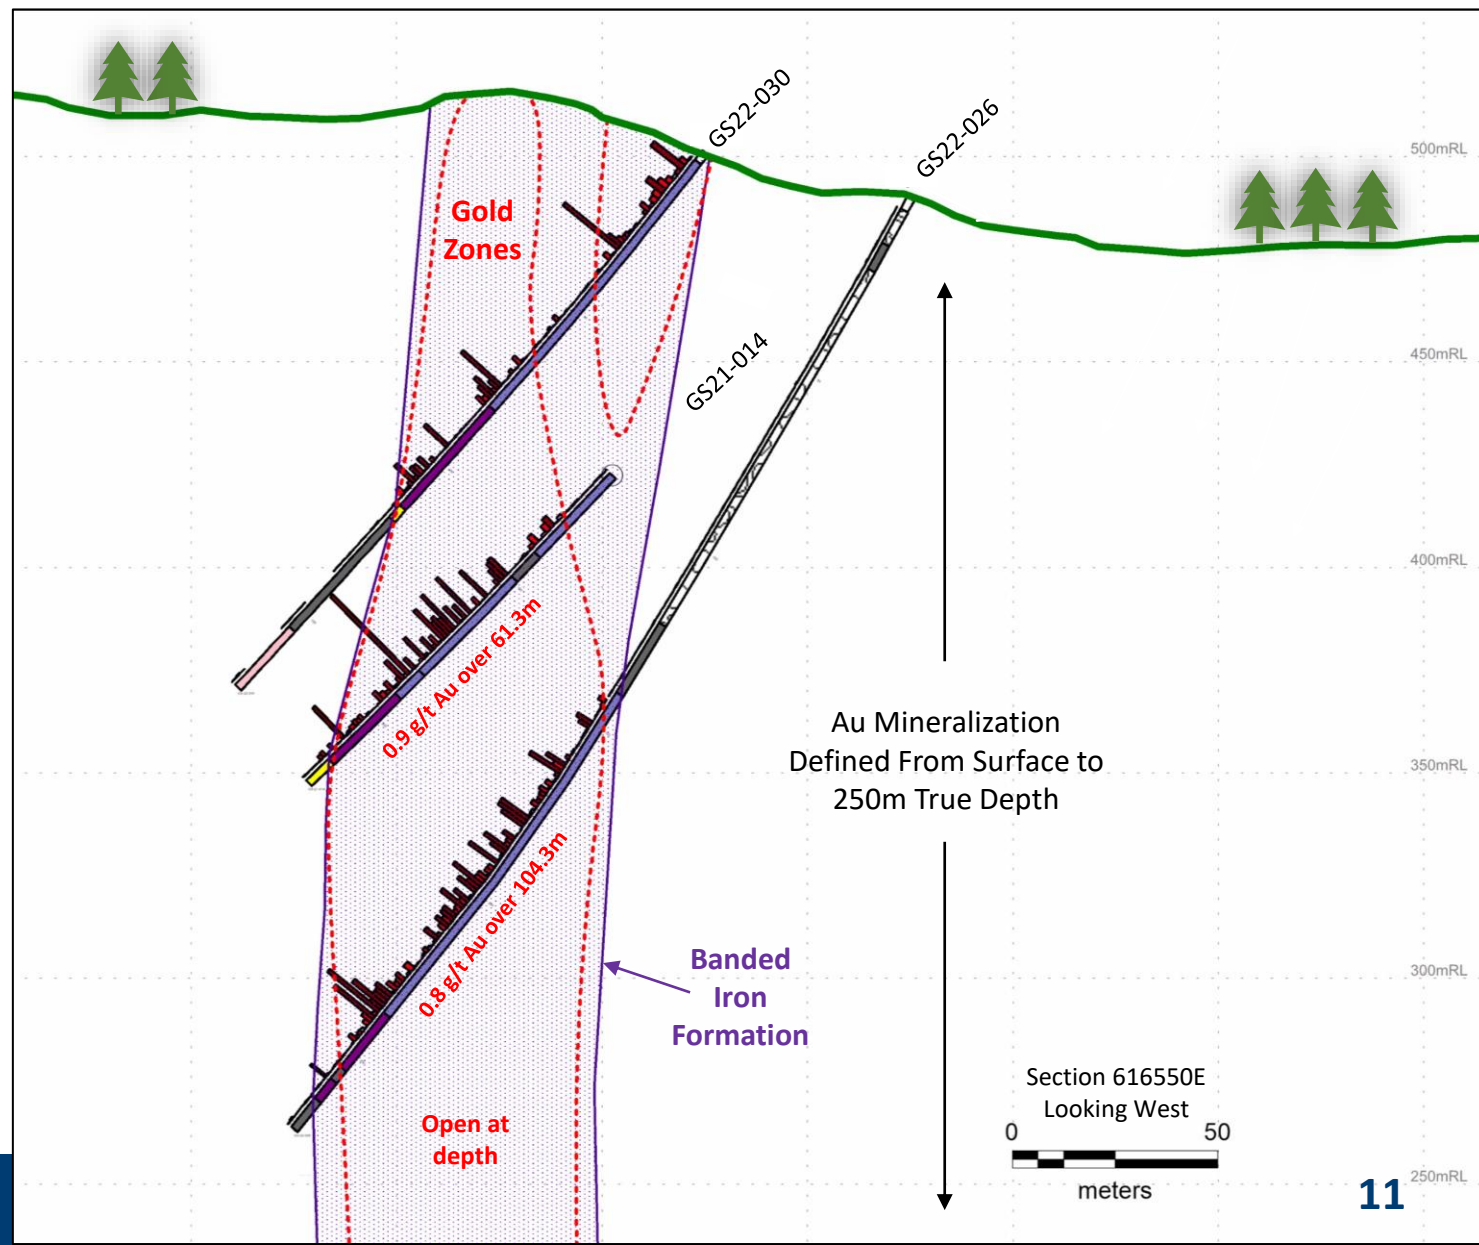 GS22-030
GS22-026
500mRL
Gold
Zones
GS21-014
450mRL
400mRL
0.9 g/t Au over 61.3m
Au Mineralization
Defined From Surface to
250m True Depth
350mRL
0.8 g/t Au over 104.3m
Banded
Iron
Formation
300mRL
Section 616550E
Looking West
0 50
meters
Open at
depth
250mRL
11